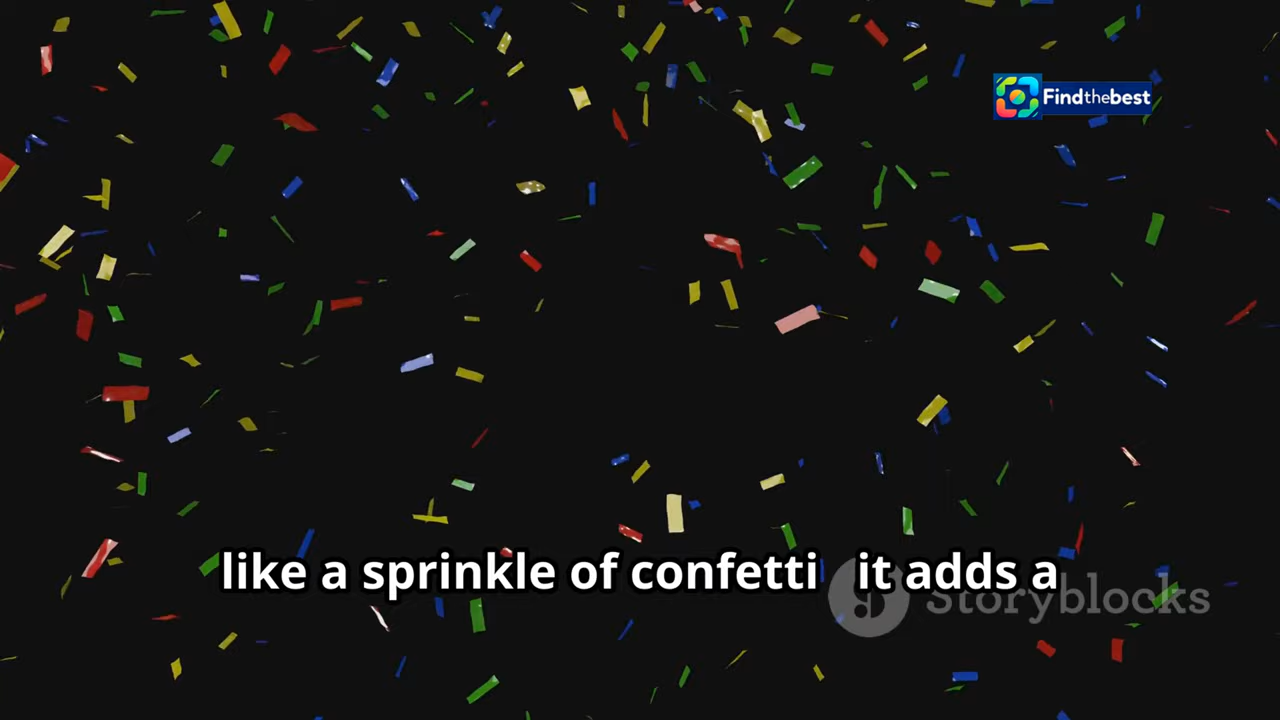 Findthebest
like a sprinkle of confetti it adds a
Storyblocks